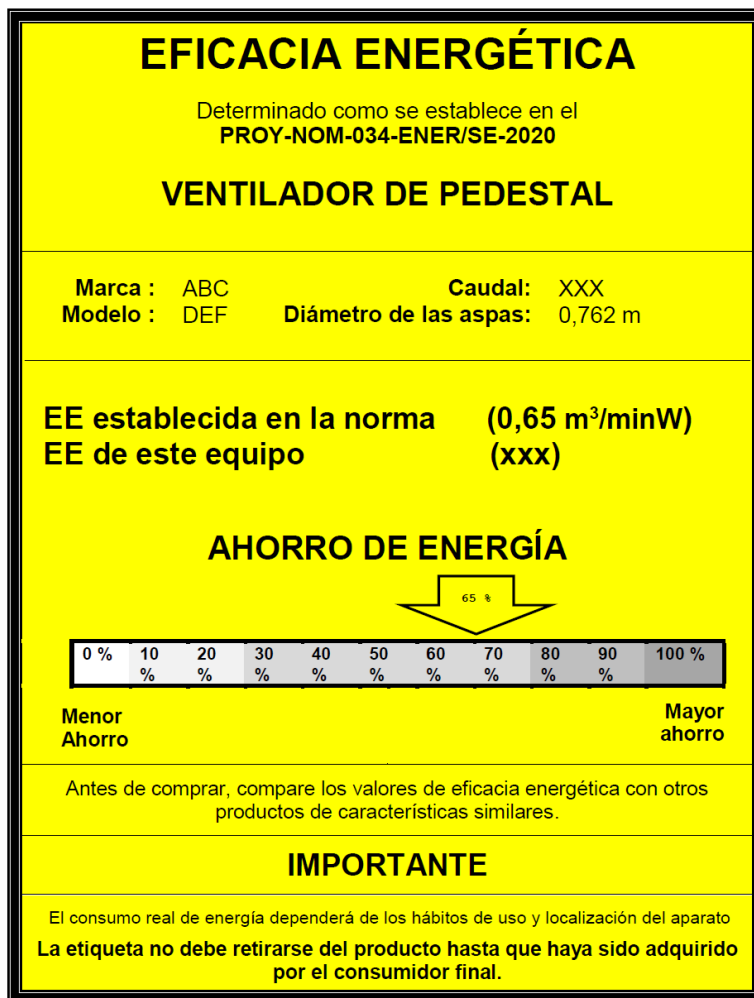 EFICACIA ENERGÉTICA
Determinado como se establece en el
PROY-NOM-034-ENER/SE-2020
VENTILADOR DE PEDESTAL
Marca : ABC Caudal: XXX
Modelo : DEF Diámetro de las aspas: 0,762 m
EE establecida en la norma (0,65 m³/minW)
EE de este equipo (xxx)
AHORRO DE ENERGÍA
65 %
0 % 10 % 20 % 30 % 40 % 50 % 60 % 70 % 80 % 90 % 100 %
Menor Ahorro
Mayor ahorro
Antes de comprar, compare los valores de eficacia energética con otros
productos de características similares.
IMPORTANTE
El consumo real de energía dependerá de los hábitos de uso y localización del aparato
La etiqueta no debe retirarse del producto hasta que haya sido adquirido
por el consumidor final.